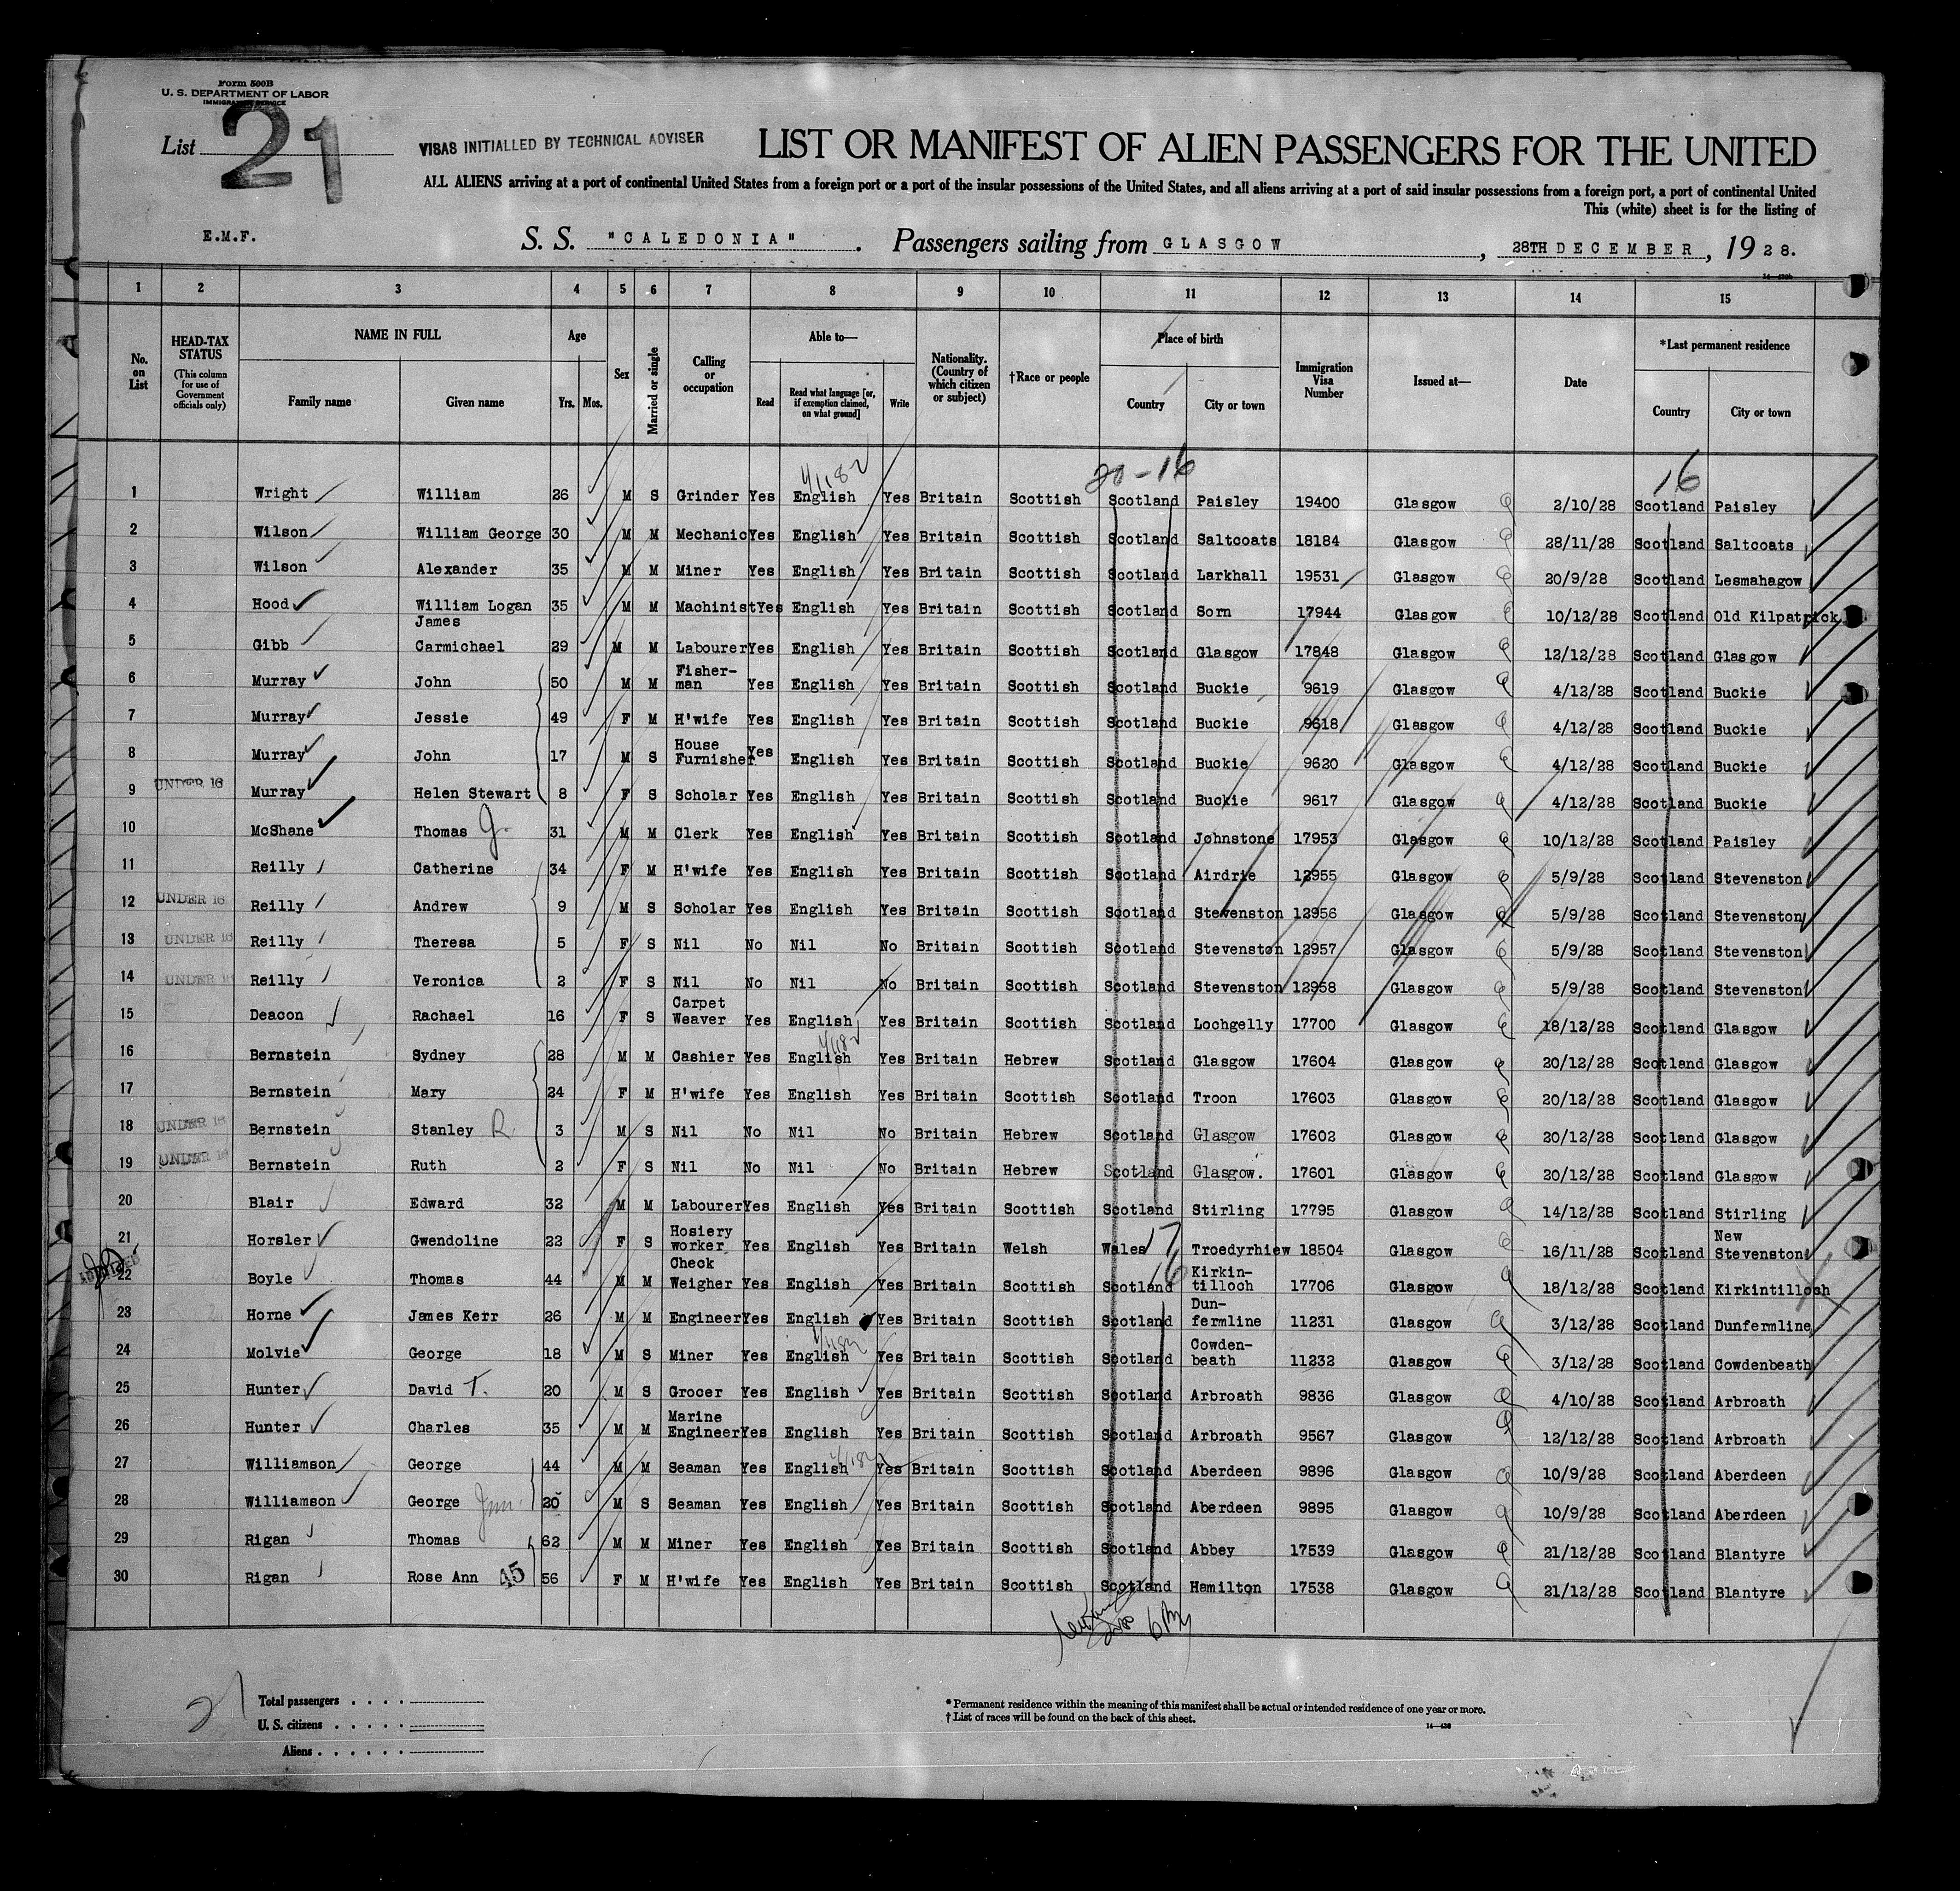 Form 500B
U. S. DEPARTMENT OF LABOR
IMMIGRATION SERVICE
List 21
VISAS INITIALLED BY TECHNICAL ADVISER
LIST OR MANIFEST OF ALIEN PASSENGERS FOR THE UNITED
ALL ALIENS arriving at a port of continental United States from a foreign port or a port of the insular possessions of the United States, and all aliens arriving at a port of said insular possessions from a foreign port, a port of continental United
This (white) sheet is for the listing of
E.M.F.
S. S. "CALEDONIA" . Passengers sailing from GLASGOW , 28TH DECEMBER , 1928.
1 2 3 4 5 6 7 8 9 10 11 12 13 14 15
No. on List
HEAD-TAX STATUS
(This column for use of Government officials only)
NAME IN FULL
Family name Given name
Age
Yrs. Mos.
Sex
Married or single
Calling or occupation
Able to—
Read
Read what language [or, if exemption claimed, on what ground]
Write
Nationality. (Country of which citizen or subject)
†Race or people
Place of birth
Country City or town
Immigration Visa Number
Issued at—
Date
*Last permanent residence
Country City or town
20-16 16
1 Wright William 26 M S Grinder Yes English Yes Britain Scottish Scotland Paisley 19400 Glasgow 2/10/28 Scotland Paisley
2 Wilson William George 30 M M Mechanic Yes English Yes Britain Scottish Scotland Saltcoats 18184 Glasgow 28/11/28 Scotland Saltcoats
3 Wilson Alexander 35 M M Miner Yes English Yes Britain Scottish Scotland Larkhall 19531 Glasgow 20/9/28 Scotland Lesmahagow
4 Hood William Logan 35 M M Machinist Yes English Yes Britain Scottish Scotland Sorn 17944 Glasgow 10/12/28 Scotland Old Kilpatrick
5 Gibb James Carmichael 29 M M Labourer Yes English Yes Britain Scottish Scotland Glasgow 17848 Glasgow 12/12/28 Scotland Glasgow
6 Murray John 50 M M Fisher-man Yes English Yes Britain Scottish Scotland Buckie 9619 Glasgow 4/12/28 Scotland Buckie
7 Murray Jessie 49 F M H'wife Yes English Yes Britain Scottish Scotland Buckie 9618 Glasgow 4/12/28 Scotland Buckie
8 Murray John 17 M S House Furnisher Yes English Yes Britain Scottish Scotland Buckie 9620 Glasgow 4/12/28 Scotland Buckie
9 UNDER 16 Murray Helen Stewart 8 F S Scholar Yes English Yes Britain Scottish Scotland Buckie 9617 Glasgow 4/12/28 Scotland Buckie
10 McShane Thomas J. 31 M M Clerk Yes English Yes Britain Scottish Scotland Johnstone 17953 Glasgow 10/12/28 Scotland Paisley
11 Reilly Catherine 34 F M H'wife Yes English Yes Britain Scottish Scotland Airdrie 12955 Glasgow 5/9/28 Scotland Stevenston
12 UNDER 16 Reilly Andrew 9 M S Scholar Yes English Yes Britain Scottish Scotland Stevenston 12956 Glasgow 5/9/28 Scotland Stevenston
13 UNDER 16 Reilly Theresa 5 F S Nil No Nil No Britain Scottish Scotland Stevenston 12957 Glasgow 5/9/28 Scotland Stevenston
14 UNDER 16 Reilly Veronica 2 F S Nil No Nil No Britain Scottish Scotland Stevenston 12958 Glasgow 5/9/28 Scotland Stevenston
15 Deacon Rachael 16 F S Carpet Weaver Yes English Yes Britain Scottish Scotland Lochgelly 17700 Glasgow 18/12/28 Scotland Glasgow
16 Bernstein Sydney 28 M M Cashier Yes English Yes Britain Hebrew Scotland Glasgow 17604 Glasgow 20/12/28 Scotland Glasgow
17 Bernstein Mary 24 F M H'wife Yes English Yes Britain Scottish Scotland Troon 17603 Glasgow 20/12/28 Scotland Glasgow
18 UNDER 16 Bernstein Stanley R. 3 M S Nil No Nil No Britain Hebrew Scotland Glasgow 17602 Glasgow 20/12/28 Scotland Glasgow
19 UNDER 16 Bernstein Ruth 2 F S Nil No Nil No Britain Hebrew Scotland Glasgow. 17601 Glasgow 20/12/28 Scotland Glasgow
20 Blair Edward 32 M M Labourer Yes English Yes Britain Scottish Scotland Stirling 17795 Glasgow 14/12/28 Scotland Stirling
21 Horsler Gwendoline 22 F S Hosiery worker Yes English Yes Britain Welsh Wales 17 Troedyrhiew 18504 Glasgow 16/11/28 Scotland New Stevenston
22 Boyle Thomas 44 M M Check Weigher Yes English Yes Britain Scottish Scotland 16 Kirkin-tilloch 17706 Glasgow 18/12/28 Scotland Kirkintilloch
23 Horne James Kerr 26 M M Engineer Yes English Yes Britain Scottish Scotland Dun-fermline 11231 Glasgow 3/12/28 Scotland Dunfermline
24 Molvie George 18 M S Miner Yes English Yes Britain Scottish Scotland Cowden-beath 11232 Glasgow 3/12/28 Scotland Cowdenbeath
25 Hunter David T. 20 M S Grocer Yes English Yes Britain Scottish Scotland Arbroath 9836 Glasgow 4/10/28 Scotland Arbroath
26 Hunter Charles 35 M M Marine Engineer Yes English Yes Britain Scottish Scotland Arbroath 9567 Glasgow 12/12/28 Scotland Arbroath
27 Williamson George 44 M M Seaman Yes English Yes Britain Scottish Scotland Aberdeen 9896 Glasgow 10/9/28 Scotland Aberdeen
28 Williamson George Jnr. 20 M S Seaman Yes English Yes Britain Scottish Scotland Aberdeen 9895 Glasgow 10/9/28 Scotland Aberdeen
29 Rigan Thomas 62 M M Miner Yes English Yes Britain Scottish Scotland Abbey 17539 Glasgow 21/12/28 Scotland Blantyre
30 Rigan Rose Ann 45 56 F M H'wife Yes English Yes Britain Scottish Scotland Hamilton 17538 Glasgow 21/12/28 Scotland Blantyre
21
Total passengers . . . .
U. S. citizens . . . . .
Aliens . . . . . .
* Permanent residence within the meaning of this manifest shall be actual or intended residence of one year or more.
† List of races will be found on the back of this sheet.